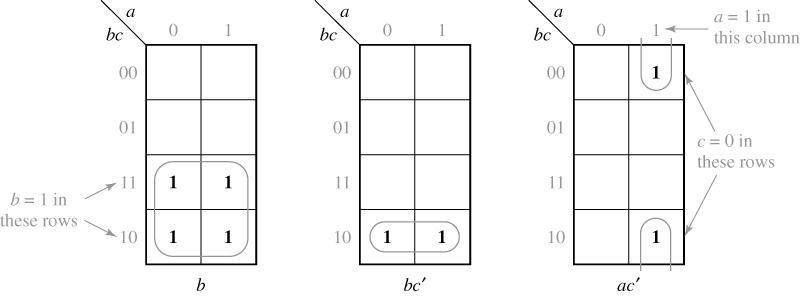 a
bc 0 1
00
01
11 1 1
10 1 1
b = 1 in
these rows
b
a
bc 0 1
00
01
11
10 1 1
bc′
a
bc 0 1
00 1
01
11
10 1
a = 1 in
this column
c = 0 in
these rows
ac′